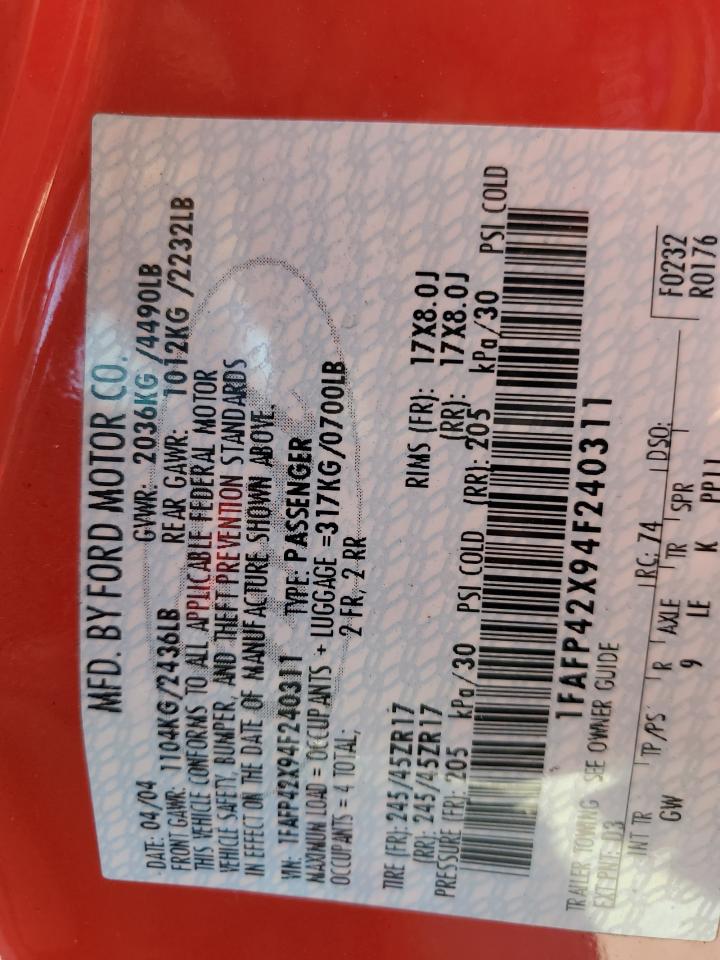 MFD. BY FORD MOTOR CO.
DATE: 04/04 GVWR: 2036KG /4490LB
FRONT GAWR: 1104KG/2436LB REAR GAWR: 1012KG /2232LB
THIS VEHICLE CONFORMS TO ALL APPLICABLE FEDERAL MOTOR
VEHICLE SAFETY, BUMPER, AND THEFT PREVENTION STANDARDS
IN EFFECT ON THE DATE OF MANUFACTURE SHOWN ABOVE.
VIN: 1FAFP42X94F240311 TYPE: PASSENGER
MAXIMUM LOAD = OCCUPANTS + LUGGAGE =317KG/0700LB
OCCUPANTS = 4 TOTAL; 2 FR, 2 RR
TIRE (FR): 245/45ZR17 RIMS (FR): 17X8.0J
(RR): 245/45ZR17 (RR): 17X8.0J
PRESSURE (FR): 205 kPa/30 PSI COLD (RR): 205 kPa/30 PSI COLD
1FAFP42X94F240311
TRAILER TOWING - SEE OWNER GUIDE
EXT PNT: D3 RC: 74 DSO: F0232
INT TR TP/PS R AXLE TR SPR R0176
GW 9 LE K PP11